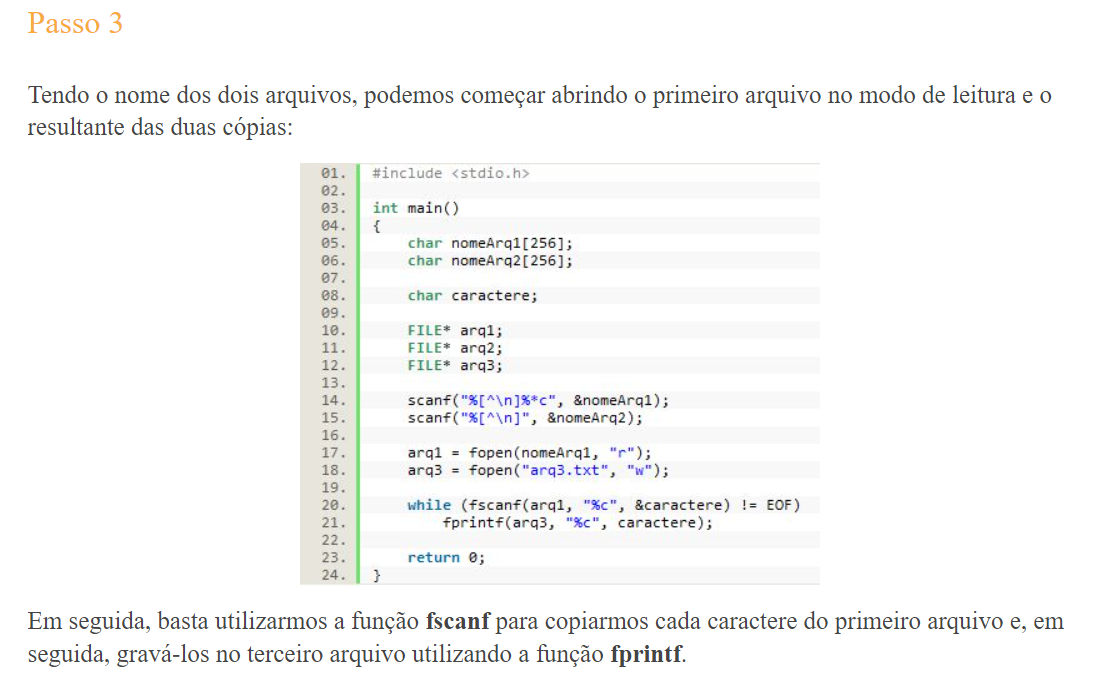 Passo 3
Tendo o nome dos dois arquivos, podemos começar abrindo o primeiro arquivo no modo de leitura e o
resultante das duas cópias:
01. #include <stdio.h>
02.
03. int main()
04. {
05.     char nomeArq1[256];
06.     char nomeArq2[256];
07.
08.     char caractere;
09.
10.     FILE* arq1;
11.     FILE* arq2;
12.     FILE* arq3;
13.
14.     scanf("%[^\n]%*c", &nomeArq1);
15.     scanf("%[^\n]", &nomeArq2);
16.
17.     arq1 = fopen(nomeArq1, "r");
18.     arq3 = fopen("arq3.txt", "w");
19.
20.     while (fscanf(arq1, "%c", &caractere) != EOF)
21.         fprintf(arq3, "%c", caractere);
22.
23.     return 0;
24. }
Em seguida, basta utilizarmos a função fscanf para copiarmos cada caractere do primeiro arquivo e, em
seguida, gravá-los no terceiro arquivo utilizando a função fprintf.